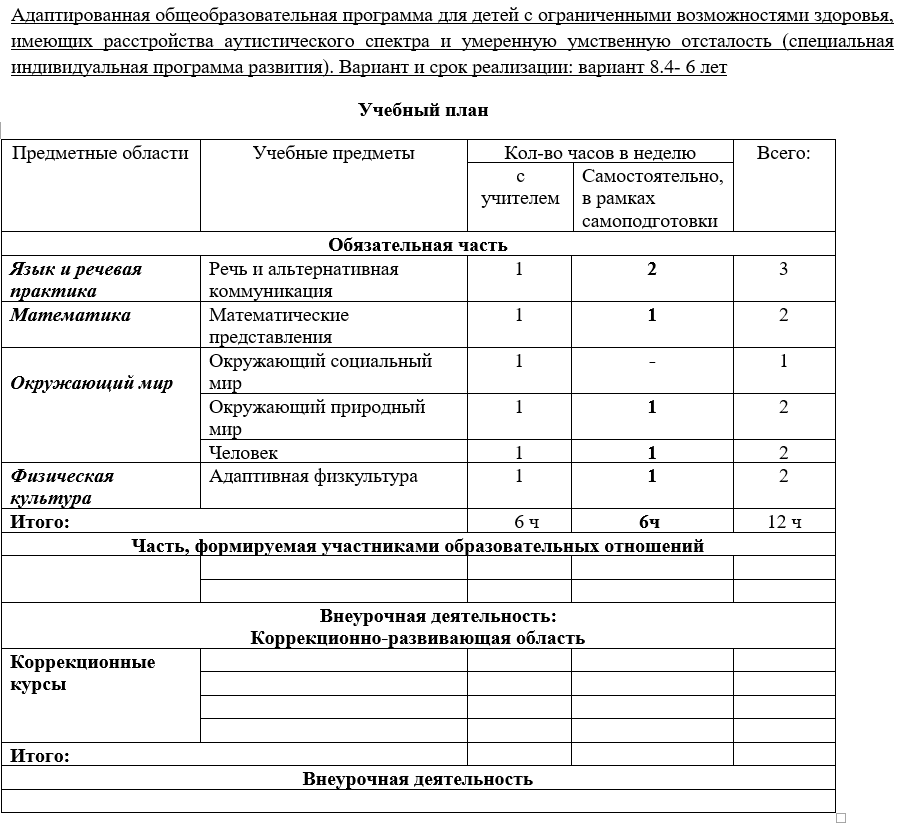 Адаптированная общеобразовательная программа для детей с ограниченными возможностями здоровья,
имеющих расстройства аутистического спектра и умеренную умственную отсталость (специальная
индивидуальная программа развития). Вариант и срок реализации: вариант 8.4- 6 лет
Учебный план
Предметные области Учебные предметы Кол-во часов в неделю Всего:
с учителем Самостоятельно, в рамках самоподготовки
Обязательная часть
Язык и речевая Речь и альтернативная 1 2 3
практика коммуникация
Математика Математические 1 1 2
представления
Окружающий социальный 1 - 1
Окружающий мир мир
Окружающий природный 1 1 2
мир
Человек 1 1 2
Физическая Адаптивная физкультура 1 1 2
культура
Итого: 6 ч 6ч 12 ч
Часть, формируемая участниками образовательных отношений
Внеурочная деятельность:
Коррекционно-развивающая область
Коррекционные
курсы
Итого:
Внеурочная деятельность